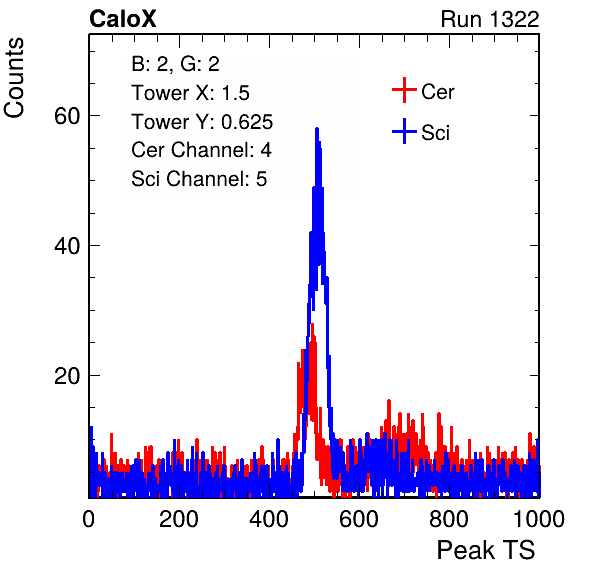 CaloX Run 1322
B: 2, G: 2
Tower X: 1.5
Tower Y: 0.625
Cer Channel: 4
Sci Channel: 5
Cer
Sci
Counts
60
40
20
0 200 400 600 800 1000
Peak TS